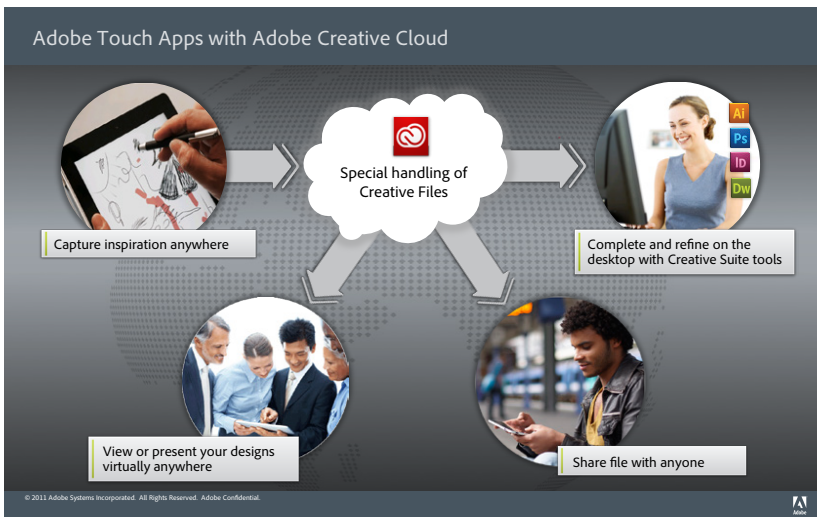 Adobe Touch Apps with Adobe Creative Cloud
Special handling of
Creative Files
Ai
Ps
ID
Dw
Capture inspiration anywhere
Complete and refine on the
desktop with Creative Suite tools
View or present your designs
virtually anywhere
Share file with anyone
© 2011 Adobe Systems Incorporated. All Rights Reserved. Adobe Confidential.
Adobe